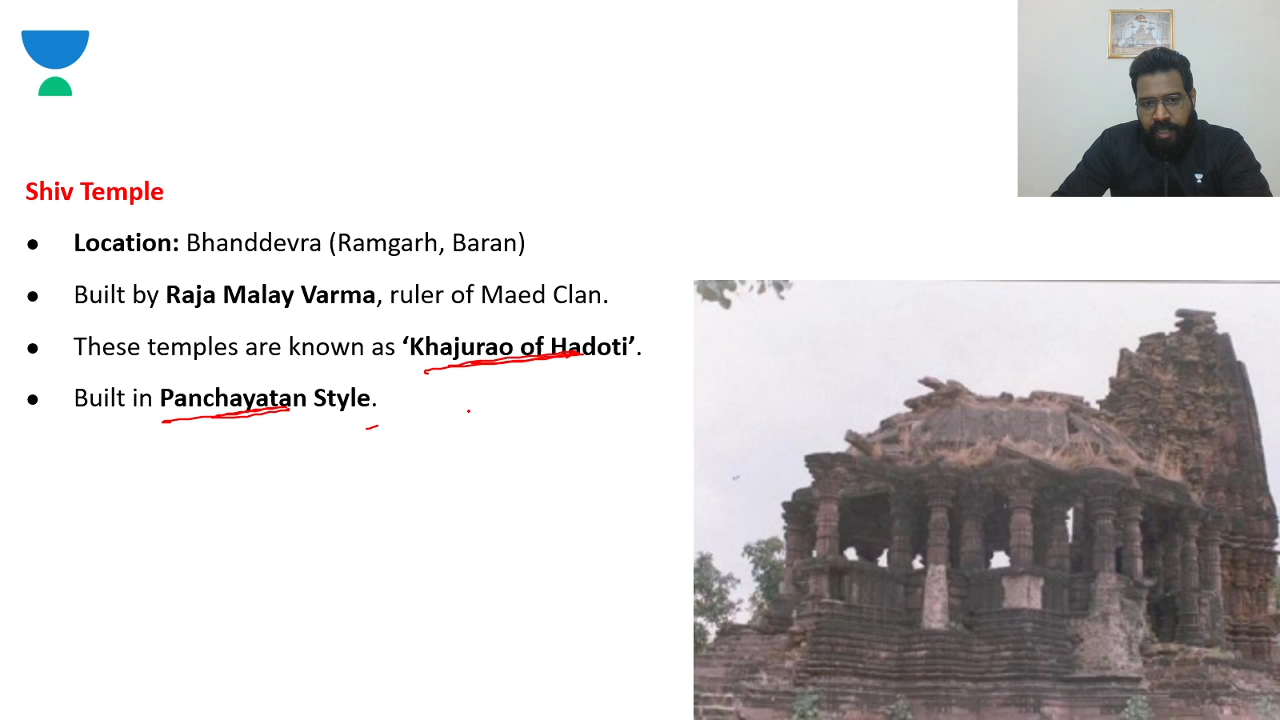 Shiv Temple
● Location: Bhanddevra (Ramgarh, Baran)
● Built by Raja Malay Varma, ruler of Maed Clan.
● These temples are known as ‘Khajurao of Hadoti’.
● Built in Panchayatan Style.